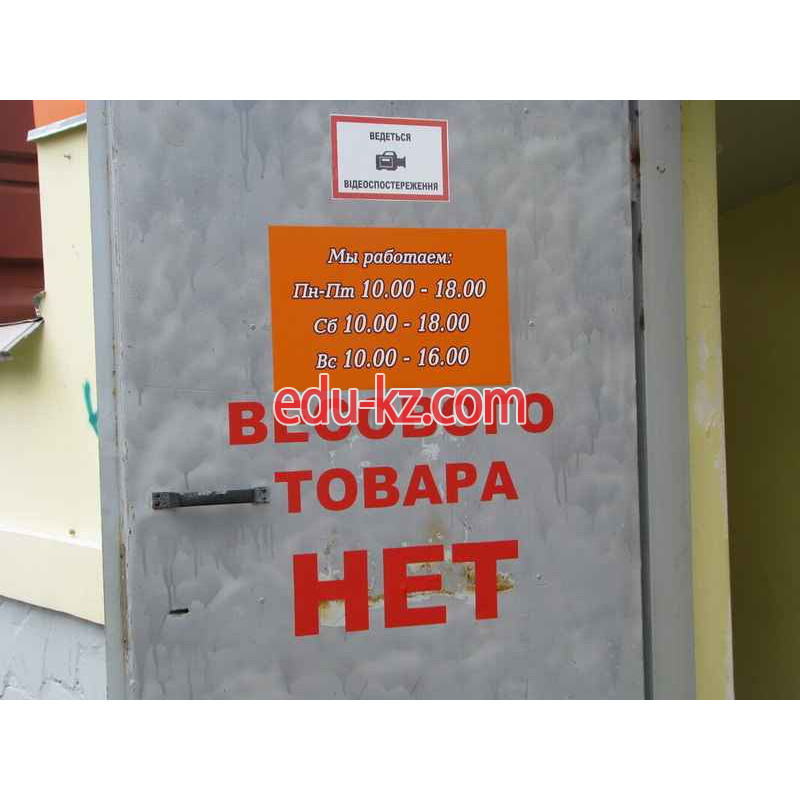 ВЕДЕТЬСЯ
ВІДЕОСПОСТЕРЕЖЕННЯ
Мы работаем:
Пн-Пт 10.00 - 18.00
Сб 10.00 - 18.00
Вс 10.00 - 16.00
edu-kz.com
ВЕСОВОГО
ТОВАРА
НЕТ